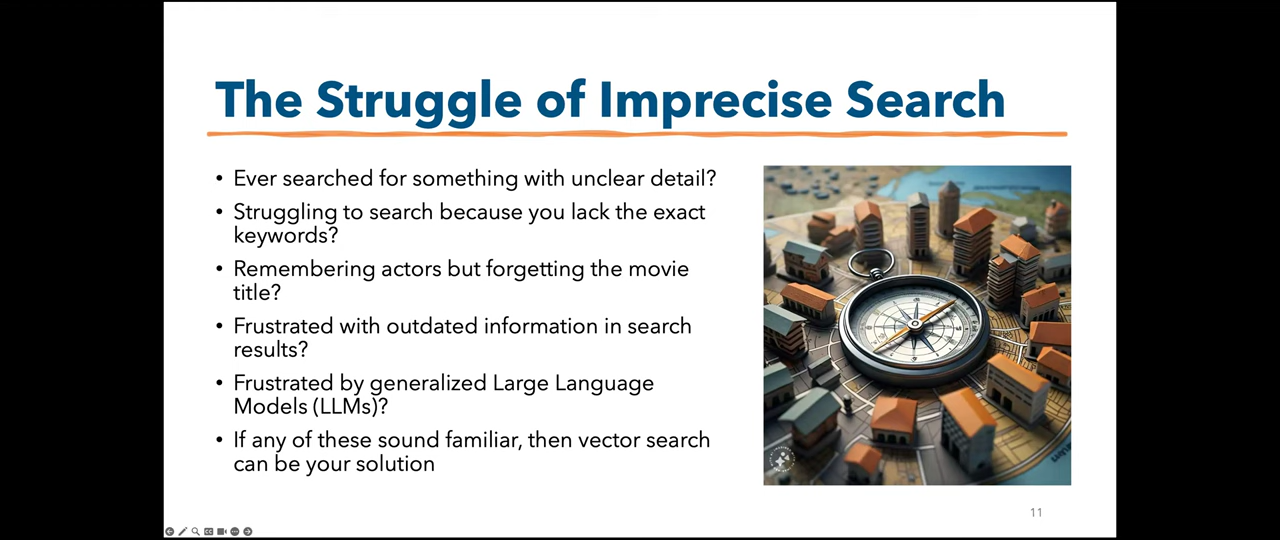 The Struggle of Imprecise Search
• Ever searched for something with unclear detail?
• Struggling to search because you lack the exact
keywords?
• Remembering actors but forgetting the movie
title?
• Frustrated with outdated information in search
results?
• Frustrated by generalized Large Language
Models (LLMs)?
• If any of these sound familiar, then vector search
can be your solution
11